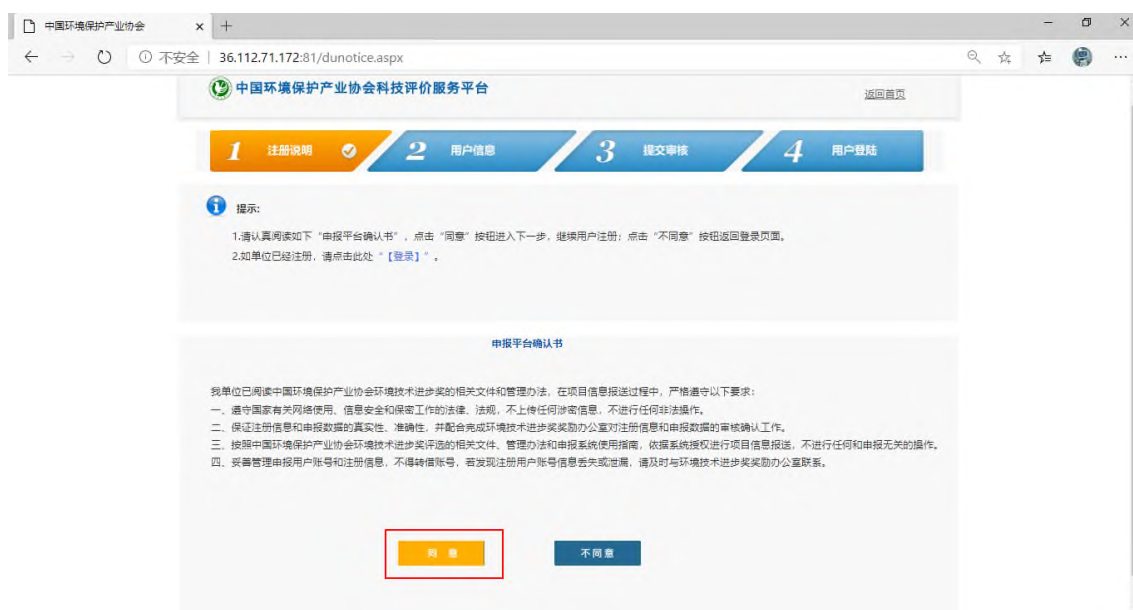 中国环境保护产业协会
不安全 | 36.112.71.172:81/dunotice.aspx
中国环境保护产业协会科技评价服务平台
返回首页
1 注册说明 2 用户信息 3 提交审核 4 用户登陆
提示:
1.请认真阅读如下“申报平台确认书”，点击“同意”按钮进入下一步，继续用户注册；点击“不同意”按钮返回登录页面。
2.如单位已经注册，请点击此处“【登录】”。
申报平台确认书
我单位已阅读中国环境保护产业协会环境技术进步奖的相关文件和管理办法，在项目信息报送过程中，严格遵守以下要求：
一、遵守国家有关网络使用、信息安全和保密工作的法律、法规，不上传任何涉密信息，不进行任何非法操作。
二、保证注册信息和申报数据的真实性、准确性，并配合完成环境技术进步奖奖励办公室对注册信息和申报数据的审核确认工作。
三、按照中国环境保护产业协会环境技术进步奖评选的相关文件、管理办法和申报系统使用指南，依据系统授权进行项目信息报送，不进行任何和申报无关的操作。
四、妥善管理申报用户账号和注册信息，不得转借账号，若发现注册用户账号信息丢失或泄漏，请及时与环境技术进步奖奖励办公室联系。
同 意 不同意